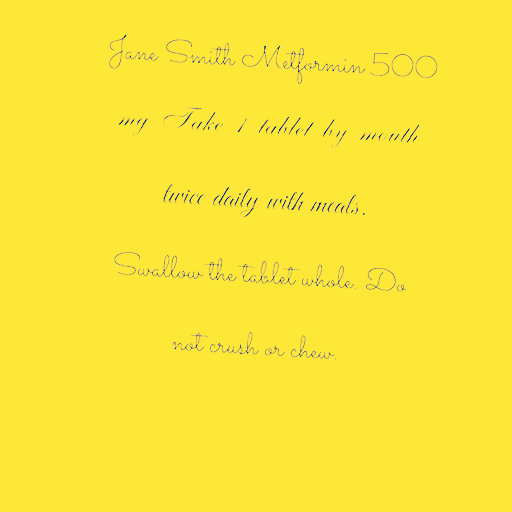 Jane Smith Metformin 500
mg Take 1 tablet by mouth
twice daily with meals.
Swallow the tablet whole. Do
not crush or chew.